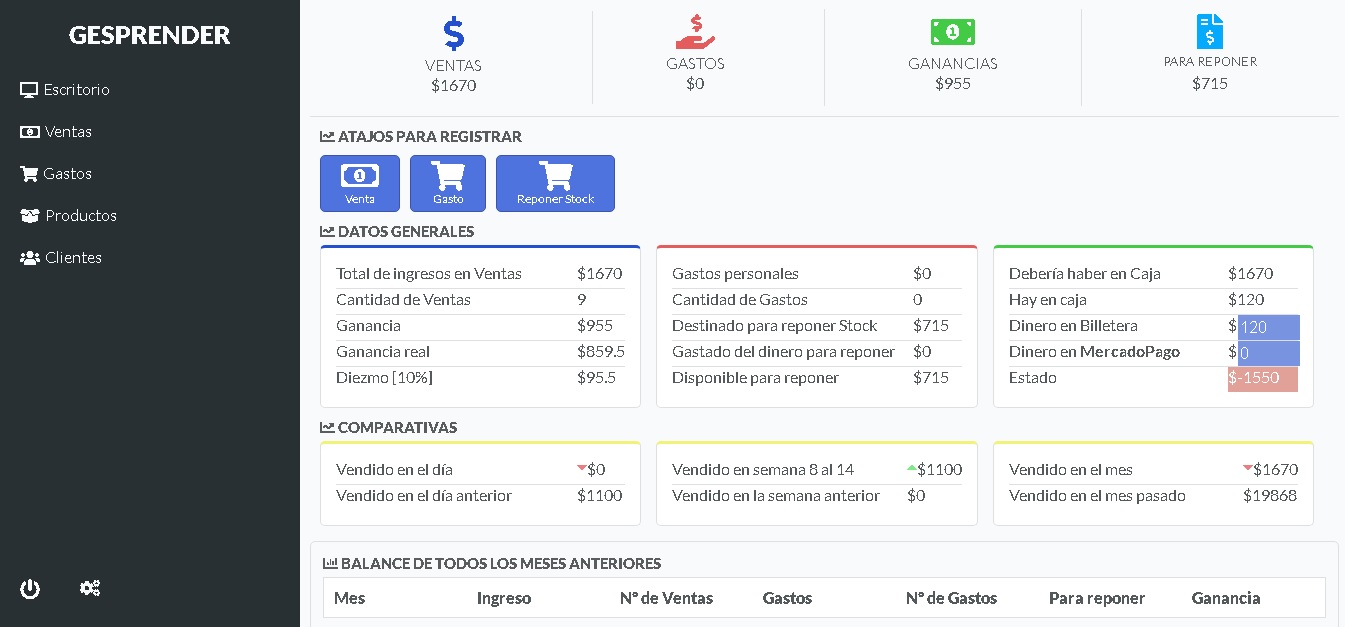 GESPRENDER
Escritorio
Ventas
Gastos
Productos
Clientes
VENTAS
$1670
GASTOS
$0
GANANCIAS
$955
PARA REPONER
$715
ATAJOS PARA REGISTRAR
Venta
Gasto
Reponer Stock
DATOS GENERALES
Total de ingresos en Ventas $1670
Cantidad de Ventas 9
Ganancia $955
Ganancia real $859.5
Diezmo [10%] $95.5
Gastos personales $0
Cantidad de Gastos 0
Destinado para reponer Stock $715
Gastado del dinero para reponer $0
Disponible para reponer $715
Debería haber en Caja $1670
Hay en caja $120
Dinero en Billetera $ 120
Dinero en MercadoPago $ 0
Estado $-1550
COMPARATIVAS
Vendido en el día $0
Vendido en el día anterior $1100
Vendido en semana 8 al 14 $1100
Vendido en la semana anterior $0
Vendido en el mes $1670
Vendido en el mes pasado $19868
BALANCE DE TODOS LOS MESES ANTERIORES
Mes Ingreso N° de Ventas Gastos N° de Gastos Para reponer Ganancia